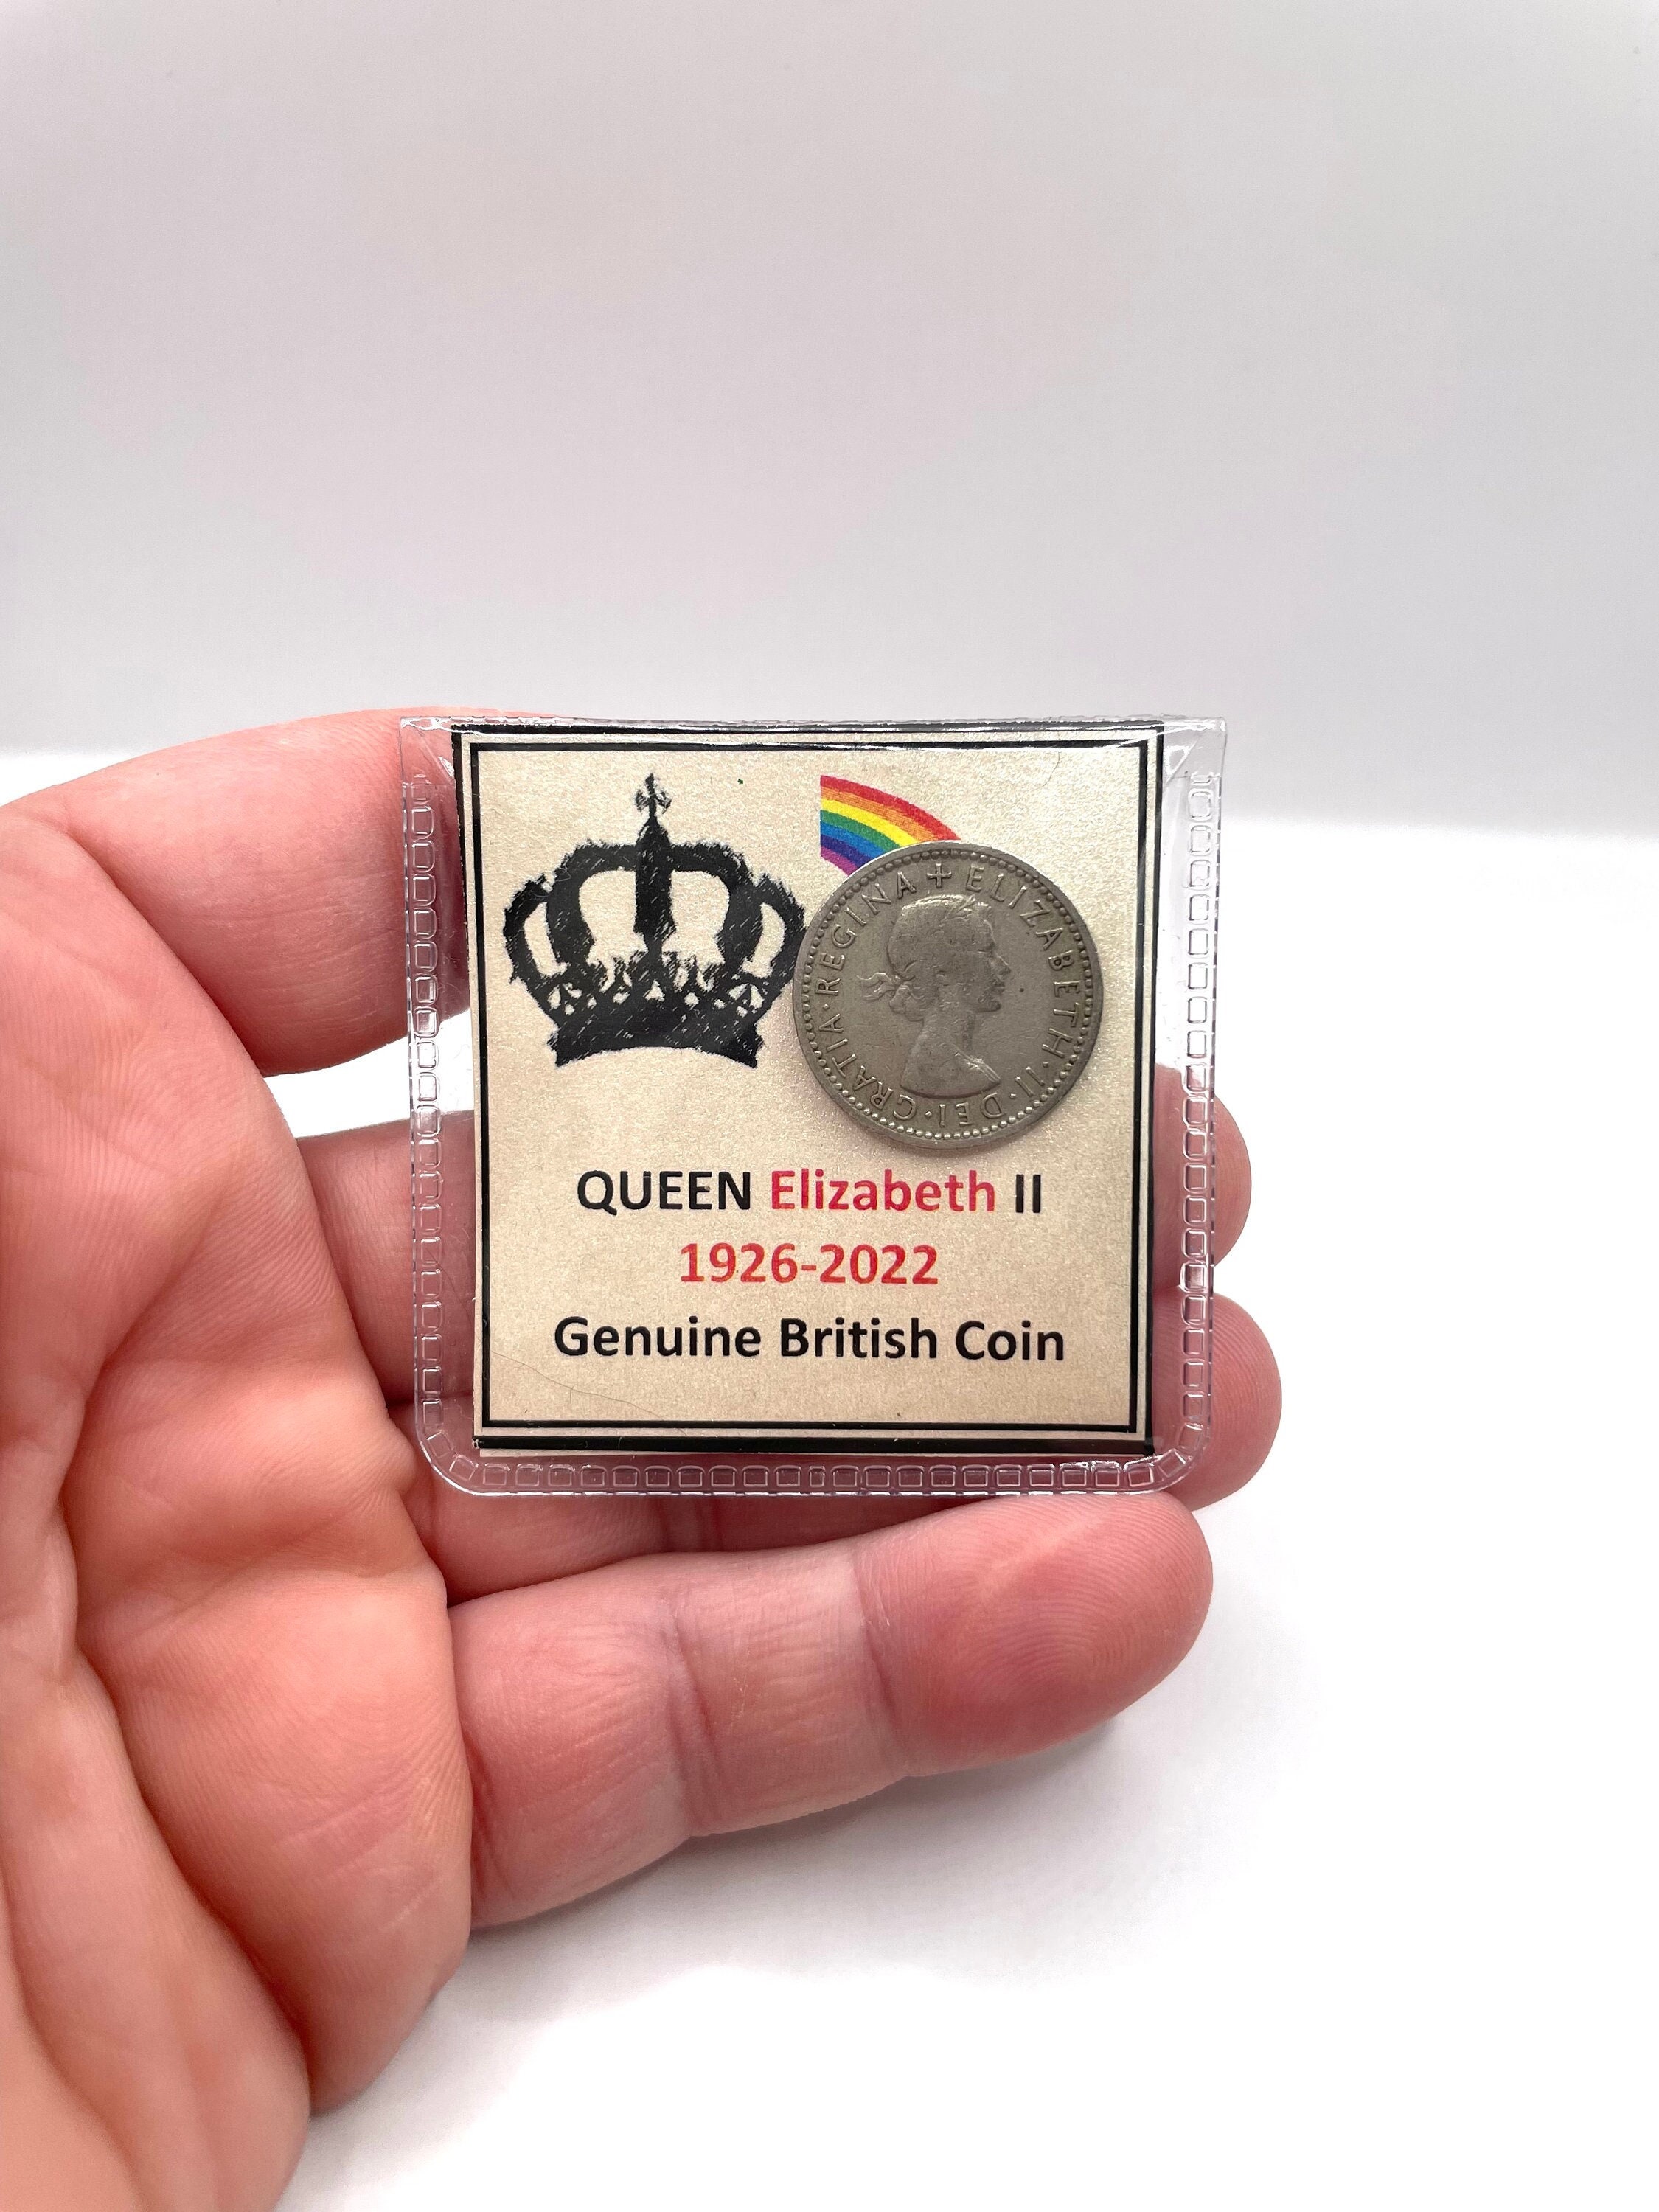 + ELIZABETH · II · DEI · GRATIA · REGINA
QUEEN Elizabeth II
1926-2022
Genuine British Coin